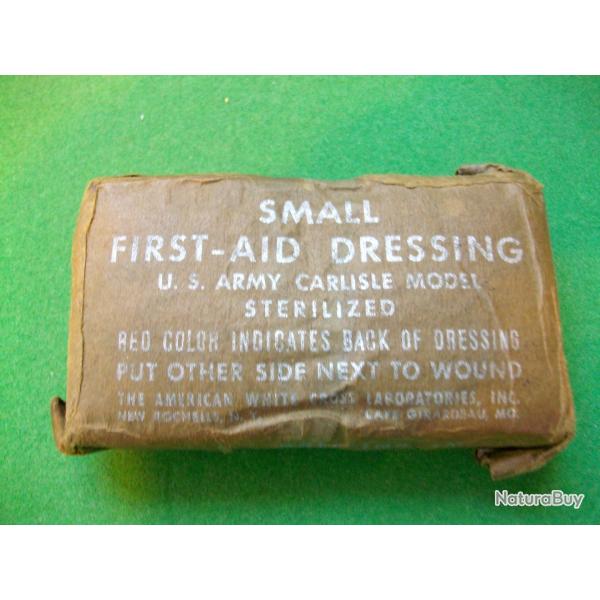 SMALL
FIRST-AID DRESSING
U. S. ARMY CARLISLE MODEL
STERILIZED
RED COLOR INDICATES BACK OF DRESSING
PUT OTHER SIDE NEXT TO WOUND
THE AMERICAN WHITE CROSS LABORATORIES, INC.
NEW ROCHELLE, N. Y. CAPE GIRARDEAU, MO.
NaturaBuy